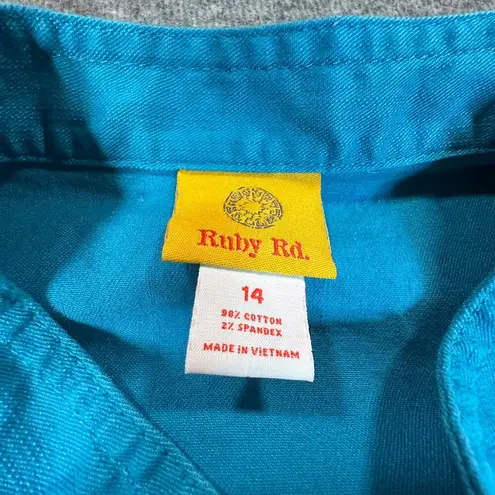 Ruby Rd.
14
98% COTTON
2% SPANDEX
MADE IN VIETNAM